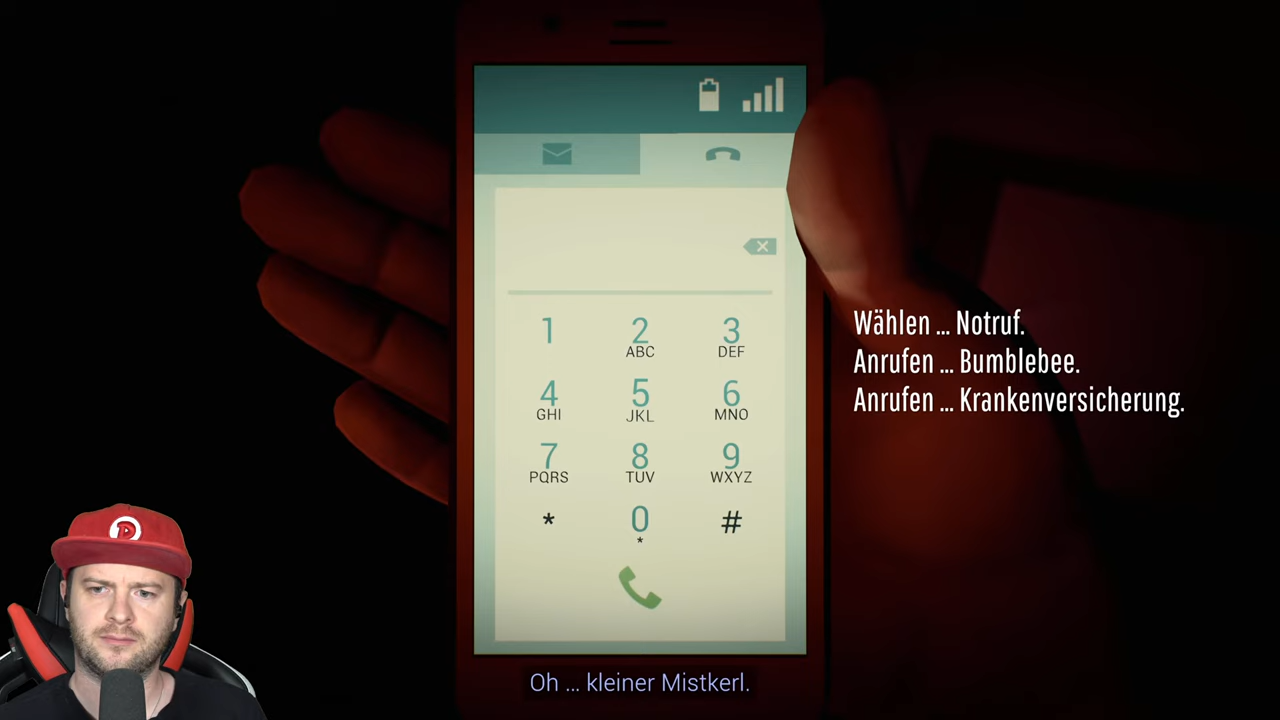 1
2
3
ABC
DEF
4
5
6
GHI
JKL
MNO
7
8
9
PQRS
TUV
WXYZ
*
0
#
*
Wählen ... Notruf.
Anrufen ... Bumblebee.
Anrufen ... Krankenversicherung.
Oh ... kleiner Mistkerl.